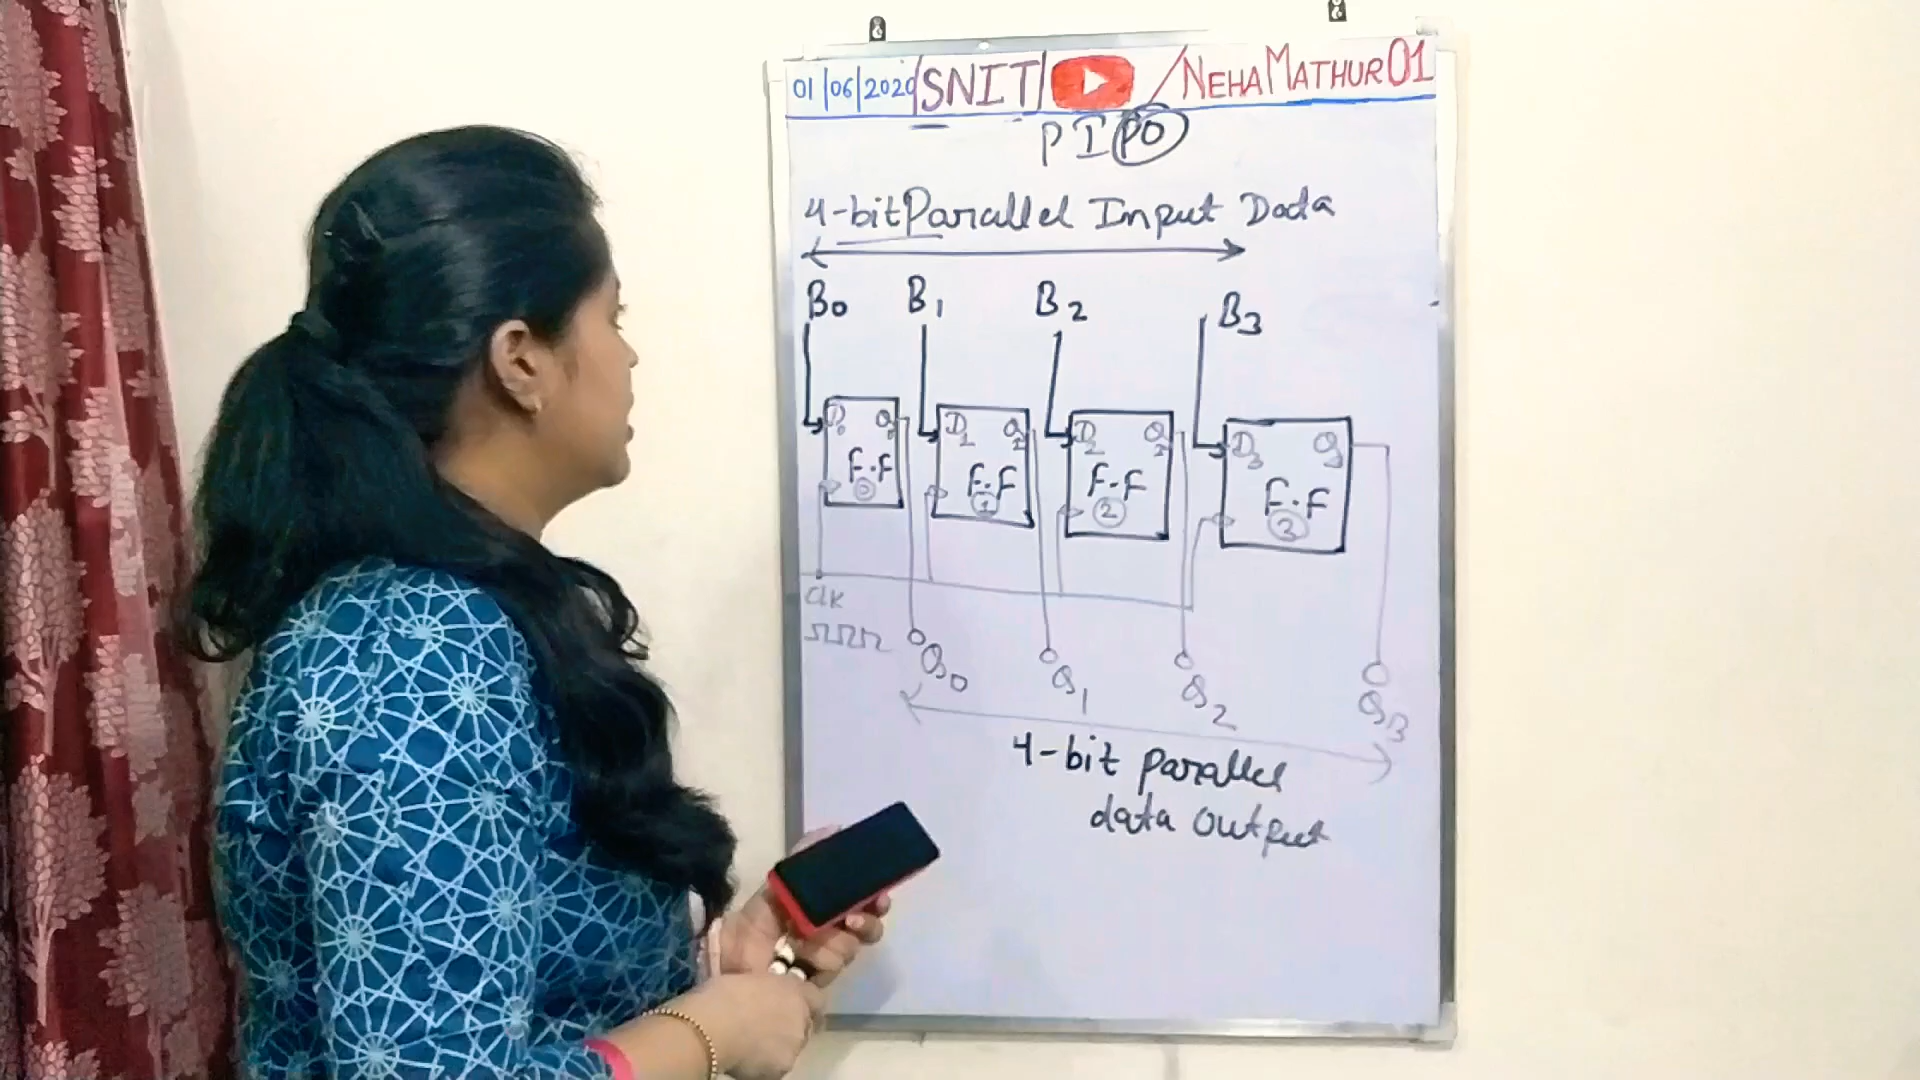 01/06/2020/SNIT/ /NEHAMATHUR01
PIPO
4-bit Parallel Input Data
B0 B1 B2 B3
D0 Q0 D1 Q1 D2 Q2 D3 Q3
F.F F.F F.F F.F
0 1 2 3
CLK
Q0 Q1 Q2 Q3
4-bit parallel
data output